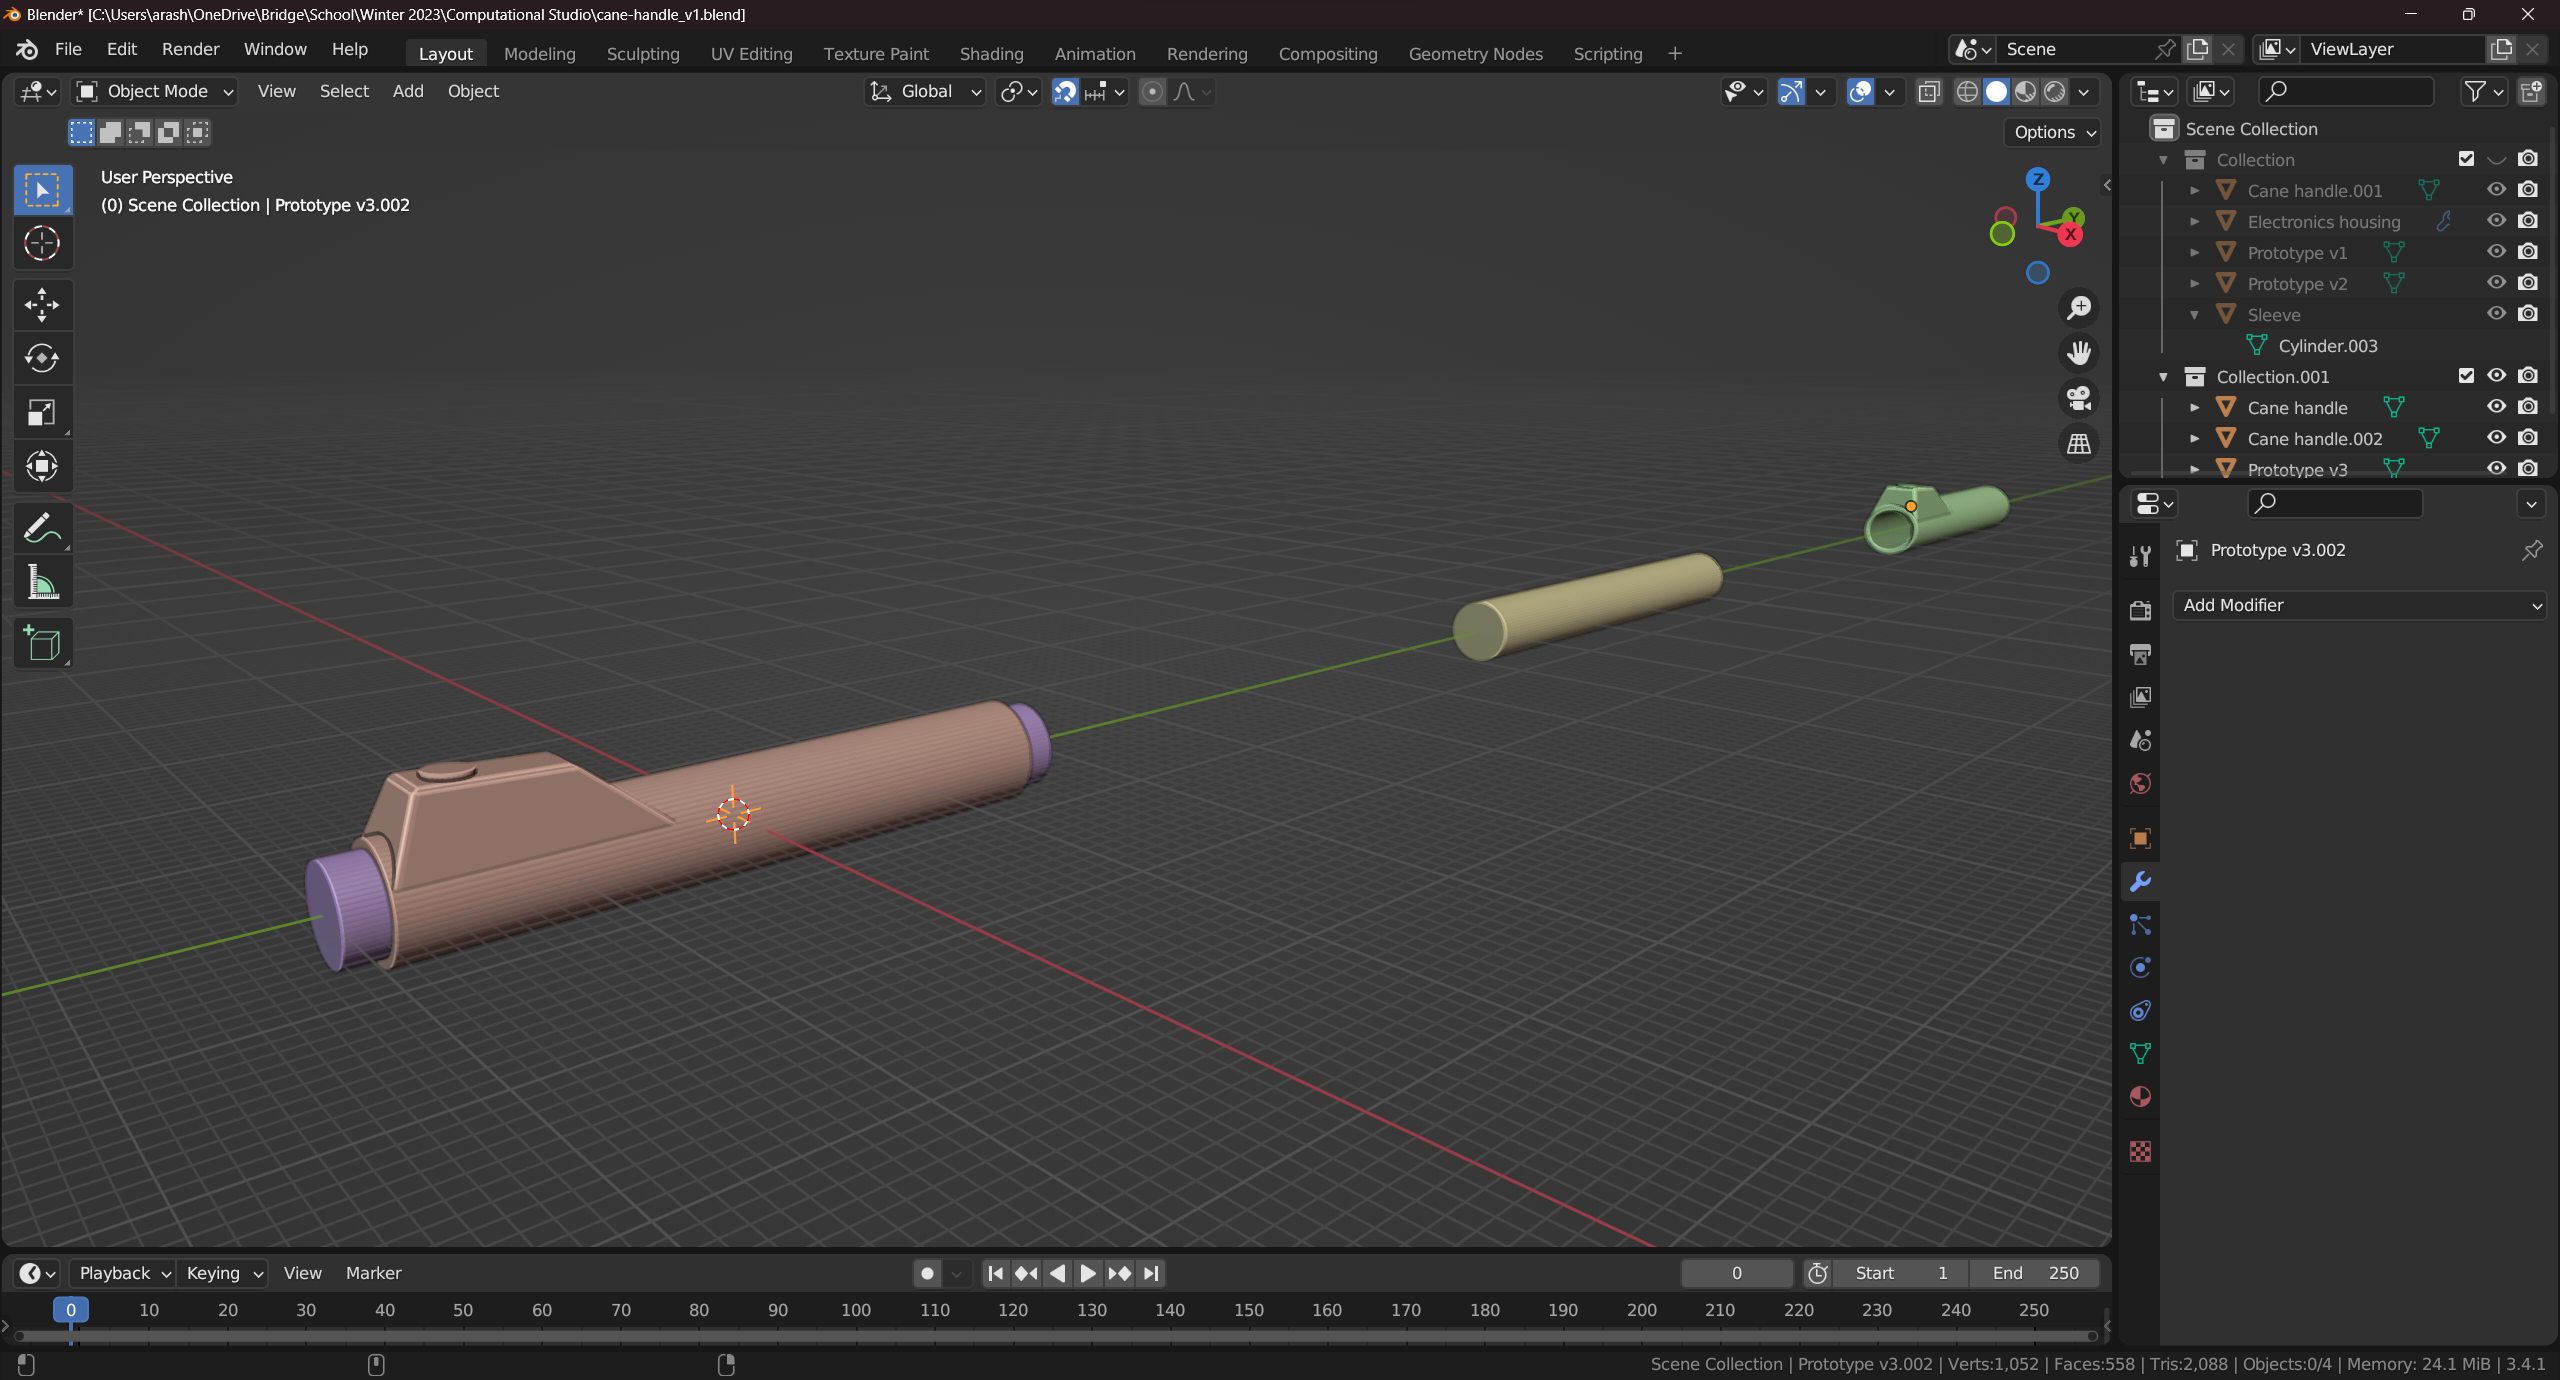 Blender* [C:\Users\arash\OneDrive\Bridge\School\Winter 2023\Computational Studio\cane-handle_v1.blend]
File Edit Render Window Help Layout Modeling Sculpting UV Editing Texture Paint Shading Animation Rendering Compositing Geometry Nodes Scripting + Scene ViewLayer
Object Mode View Select Add Object Global
Options
User Perspective
(0) Scene Collection | Prototype v3.002
Z
Y
X
Scene Collection
Collection
Cane handle.001
Electronics housing
Prototype v1
Prototype v2
Sleeve
Cylinder.003
Collection.001
Cane handle
Cane handle.002
Prototype v3
Prototype v3.002
Add Modifier
Playback Keying View Marker 0 Start 1 End 250
0 10 20 30 40 50 60 70 80 90 100 110 120 130 140 150 160 170 180 190 200 210 220 230 240 250
Scene Collection | Prototype v3.002 | Verts:1,052 | Faces:558 | Tris:2,088 | Objects:0/4 | Memory: 24.1 MiB | 3.4.1